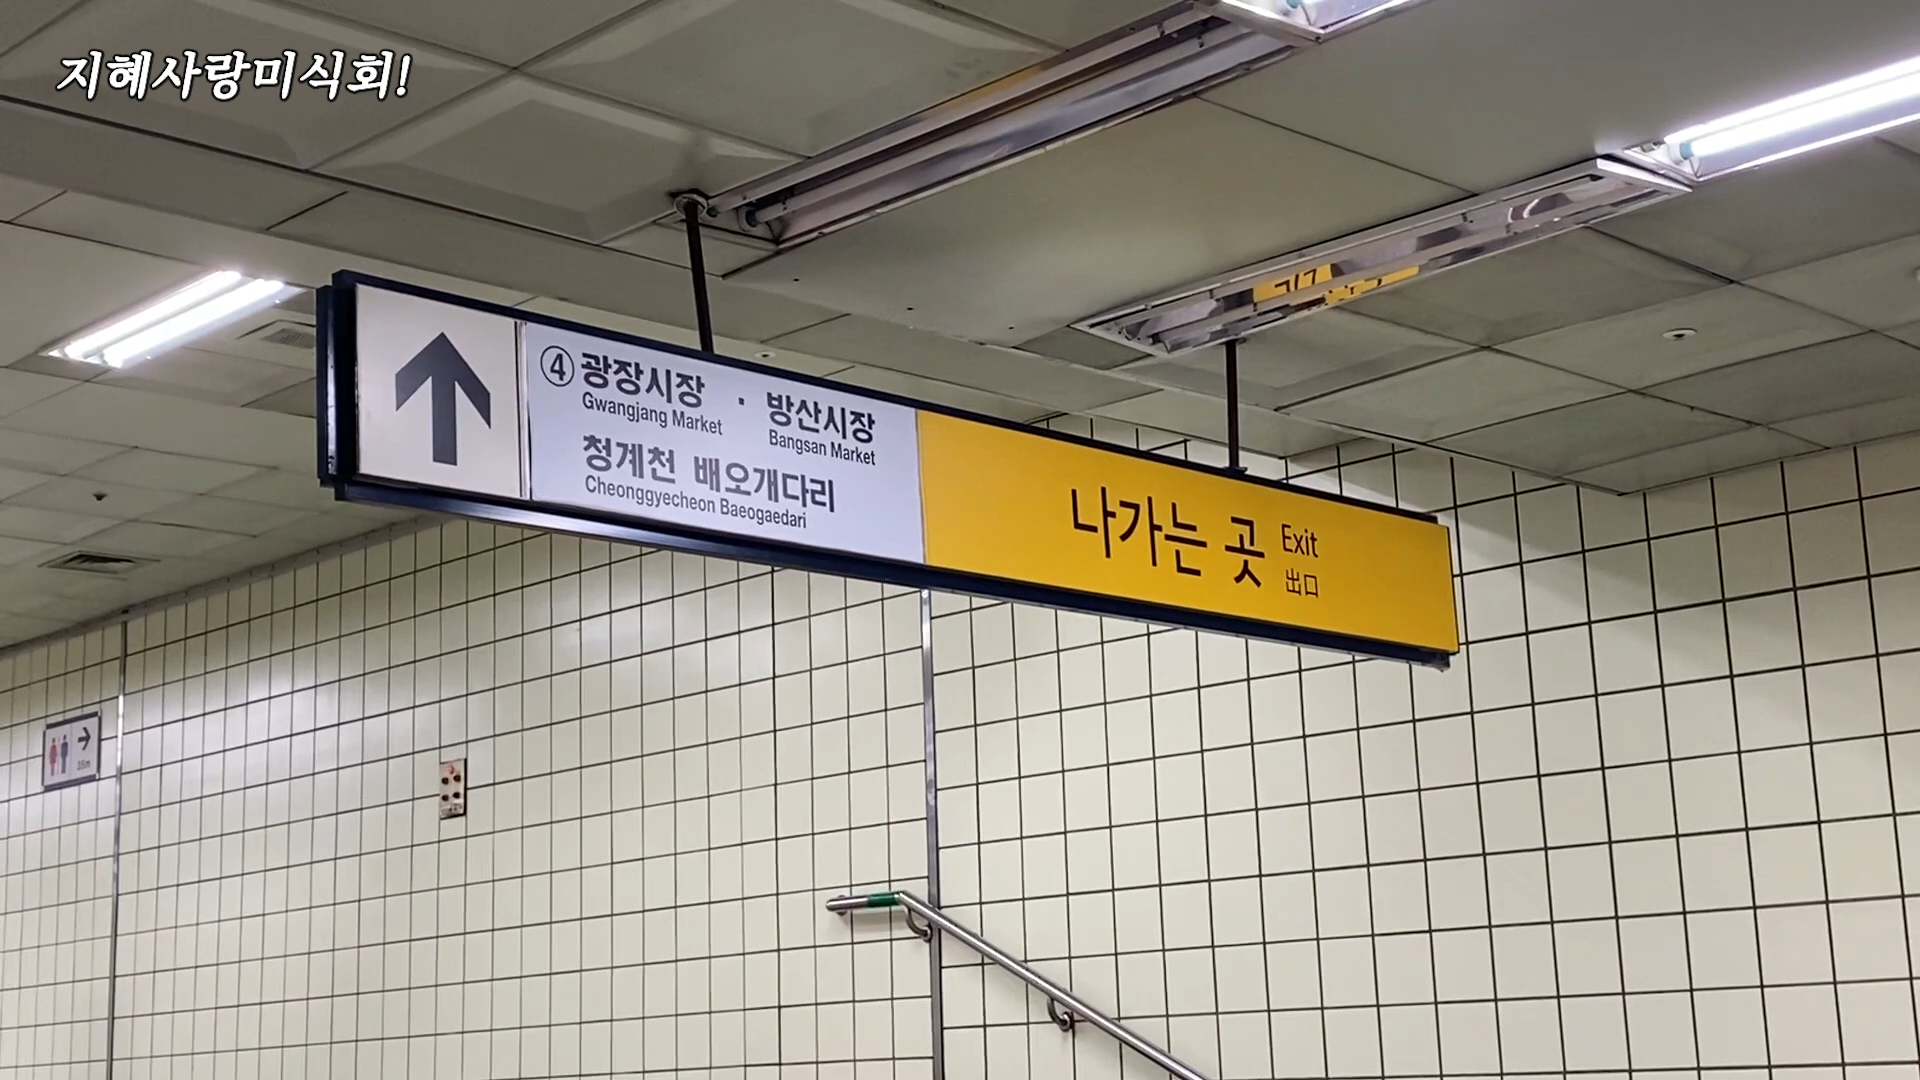 지혜사랑미식회!
④ 광장시장 · 방산시장
Gwangjang Market Bangsan Market
청계천 배오개다리
Cheonggyecheon Baeogaedari
나가는 곳 Exit
出口